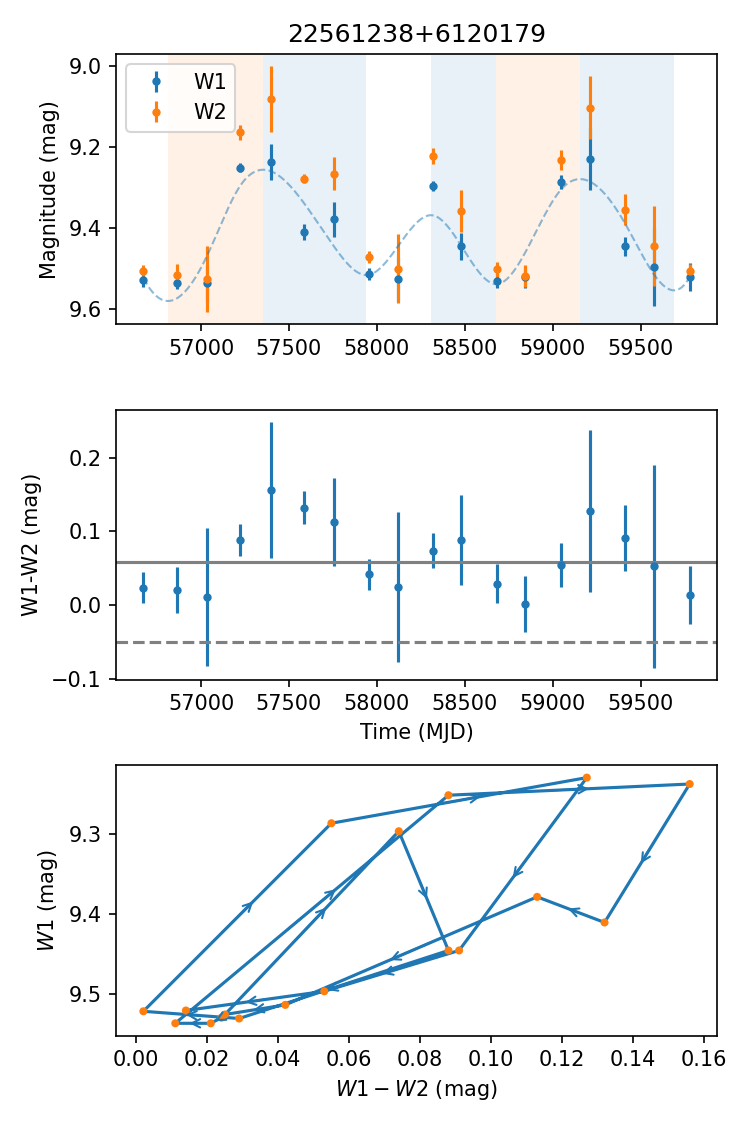 22561238+6120179
W1
W2
Magnitude (mag)
9.0
9.2
9.4
9.6
57000 57500 58000 58500 59000 59500
W1-W2 (mag)
0.2
0.1
0.0
−0.1
57000 57500 58000 58500 59000 59500
Time (MJD)
W1 (mag)
9.3
9.4
9.5
0.00 0.02 0.04 0.06 0.08 0.10 0.12 0.14 0.16
W1 − W2 (mag)